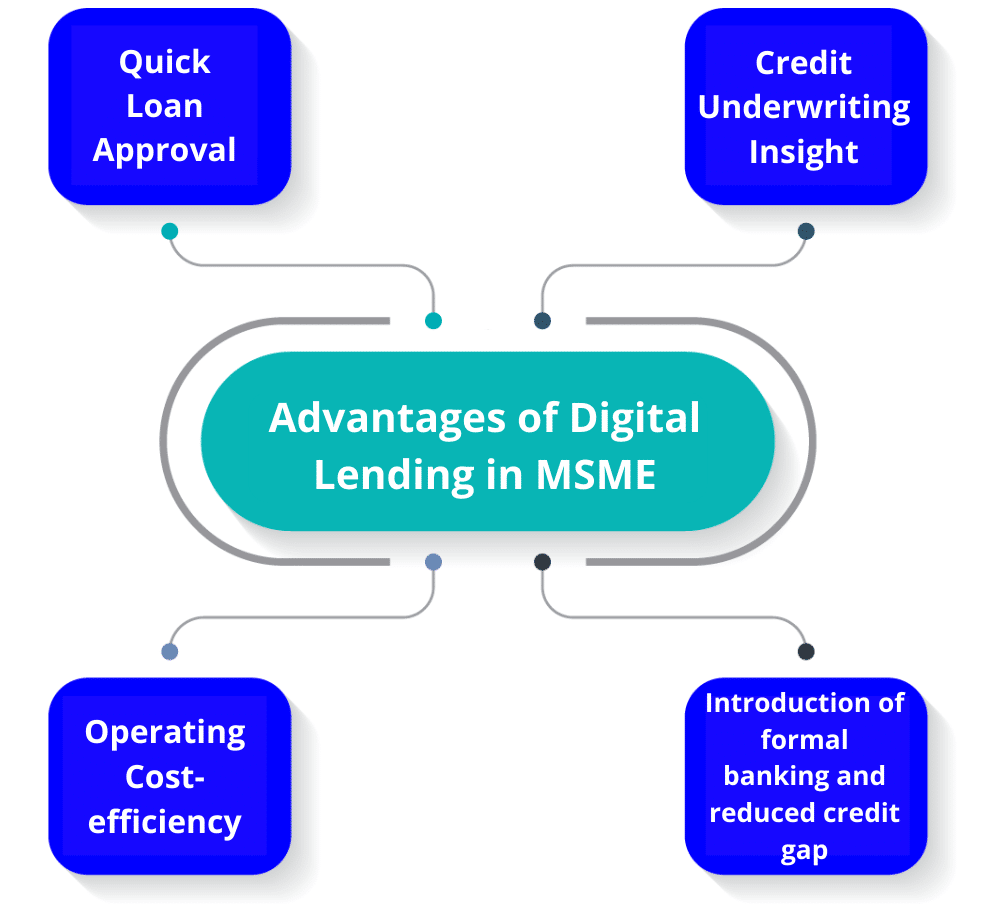 Quick
Loan
Approval
Credit
Underwriting
Insight
Advantages of Digital
Lending in MSME
Operating
Cost-
efficiency
Introduction of
formal
banking and
reduced credit
gap